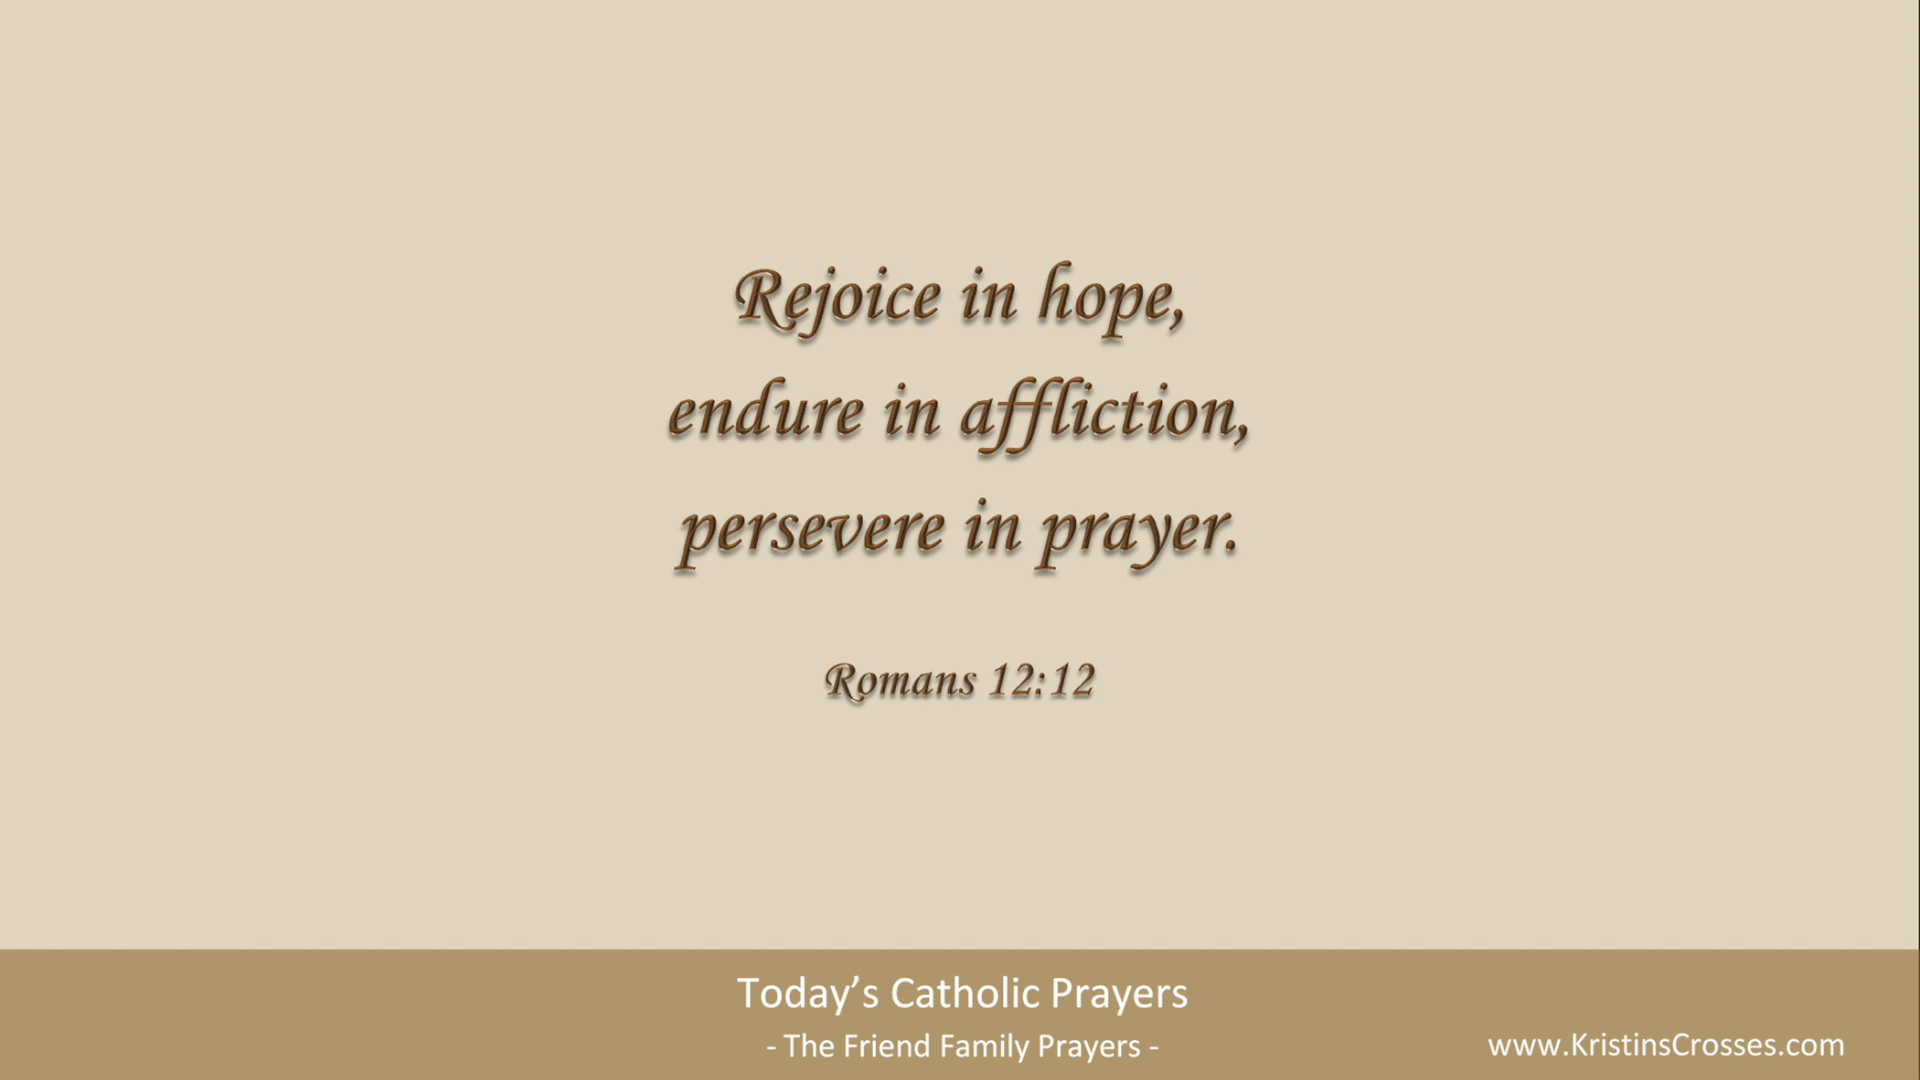 Rejoice in hope,
endure in affliction,
persevere in prayer.
Romans 12:12
Today’s Catholic Prayers
- The Friend Family Prayers -
www.KristinsCrosses.com